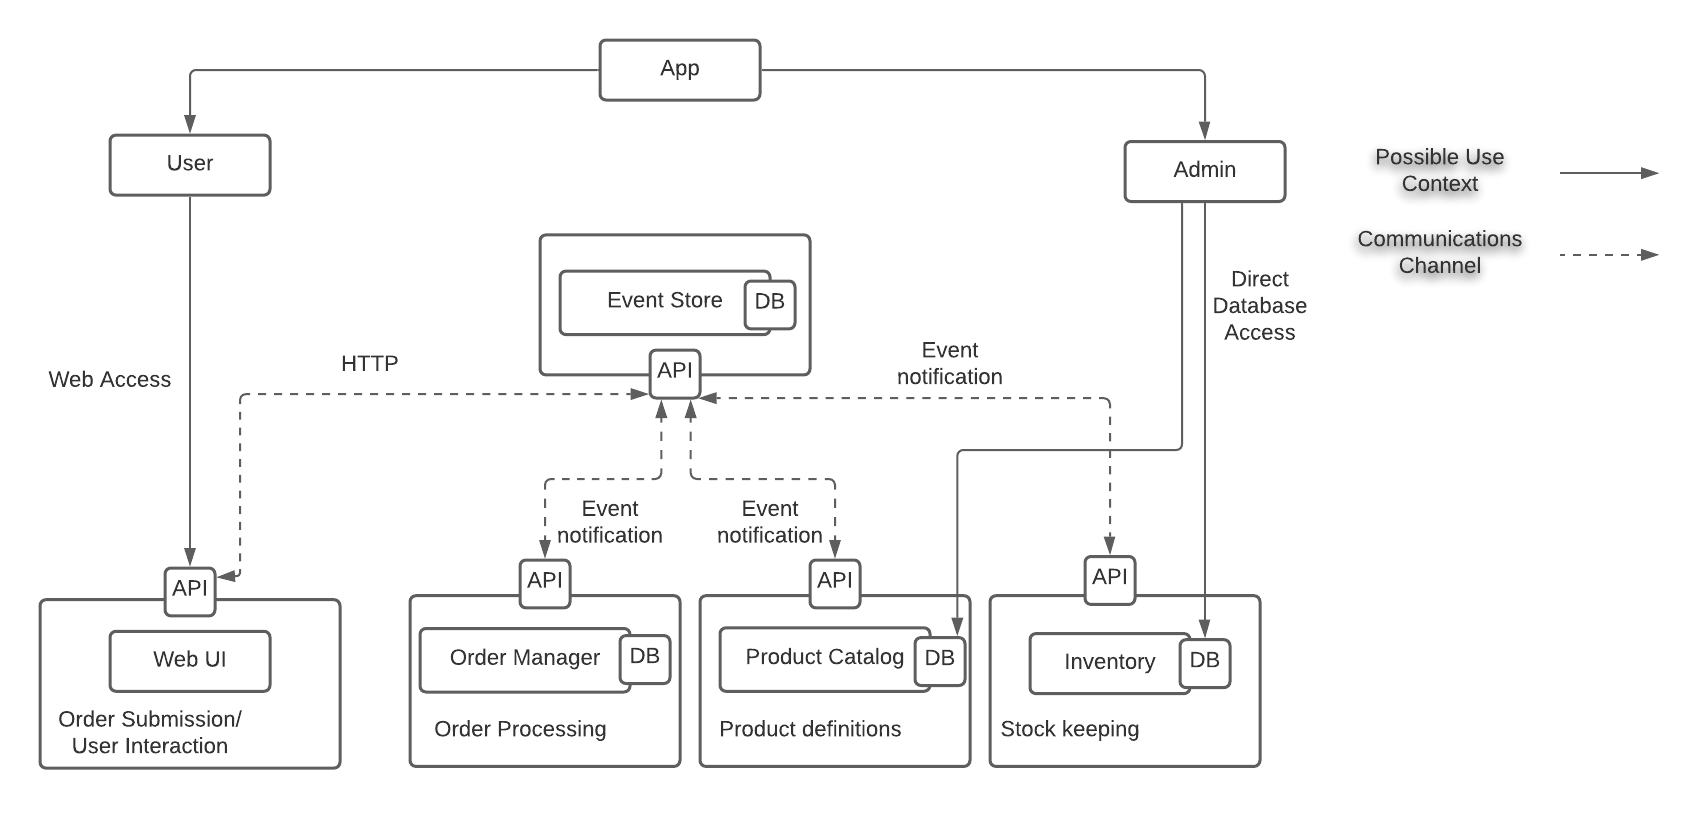 App
User
Admin
Possible Use
Context
Communications
Channel
Direct
Database
Access
Event Store
DB
API
Web Access
HTTP
Event
notification
Event
notification
Event
notification
API
API
API
API
Web UI
Order Submission/
User Interaction
Order Manager
DB
Order Processing
Product Catalog
DB
Product definitions
Inventory
DB
Stock keeping